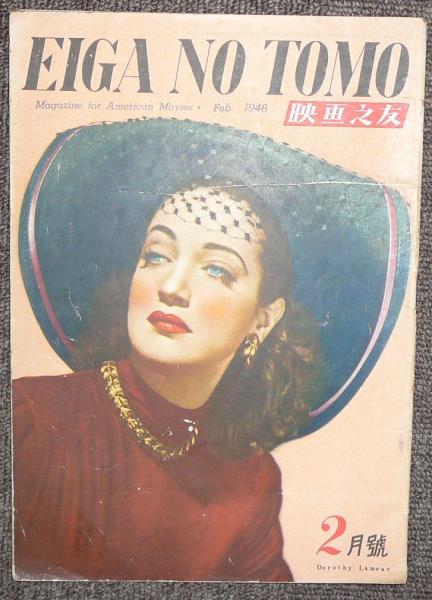 EIGA NO TOMO
Magazine for American Movies • Feb. 1948
映画之友
2月號
Dorothy Lamour